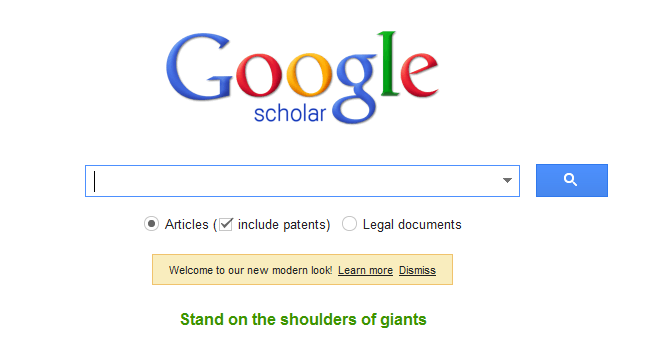 Google
scholar
Articles (include patents) Legal documents
Welcome to our new modern look! Learn more Dismiss
Stand on the shoulders of giants